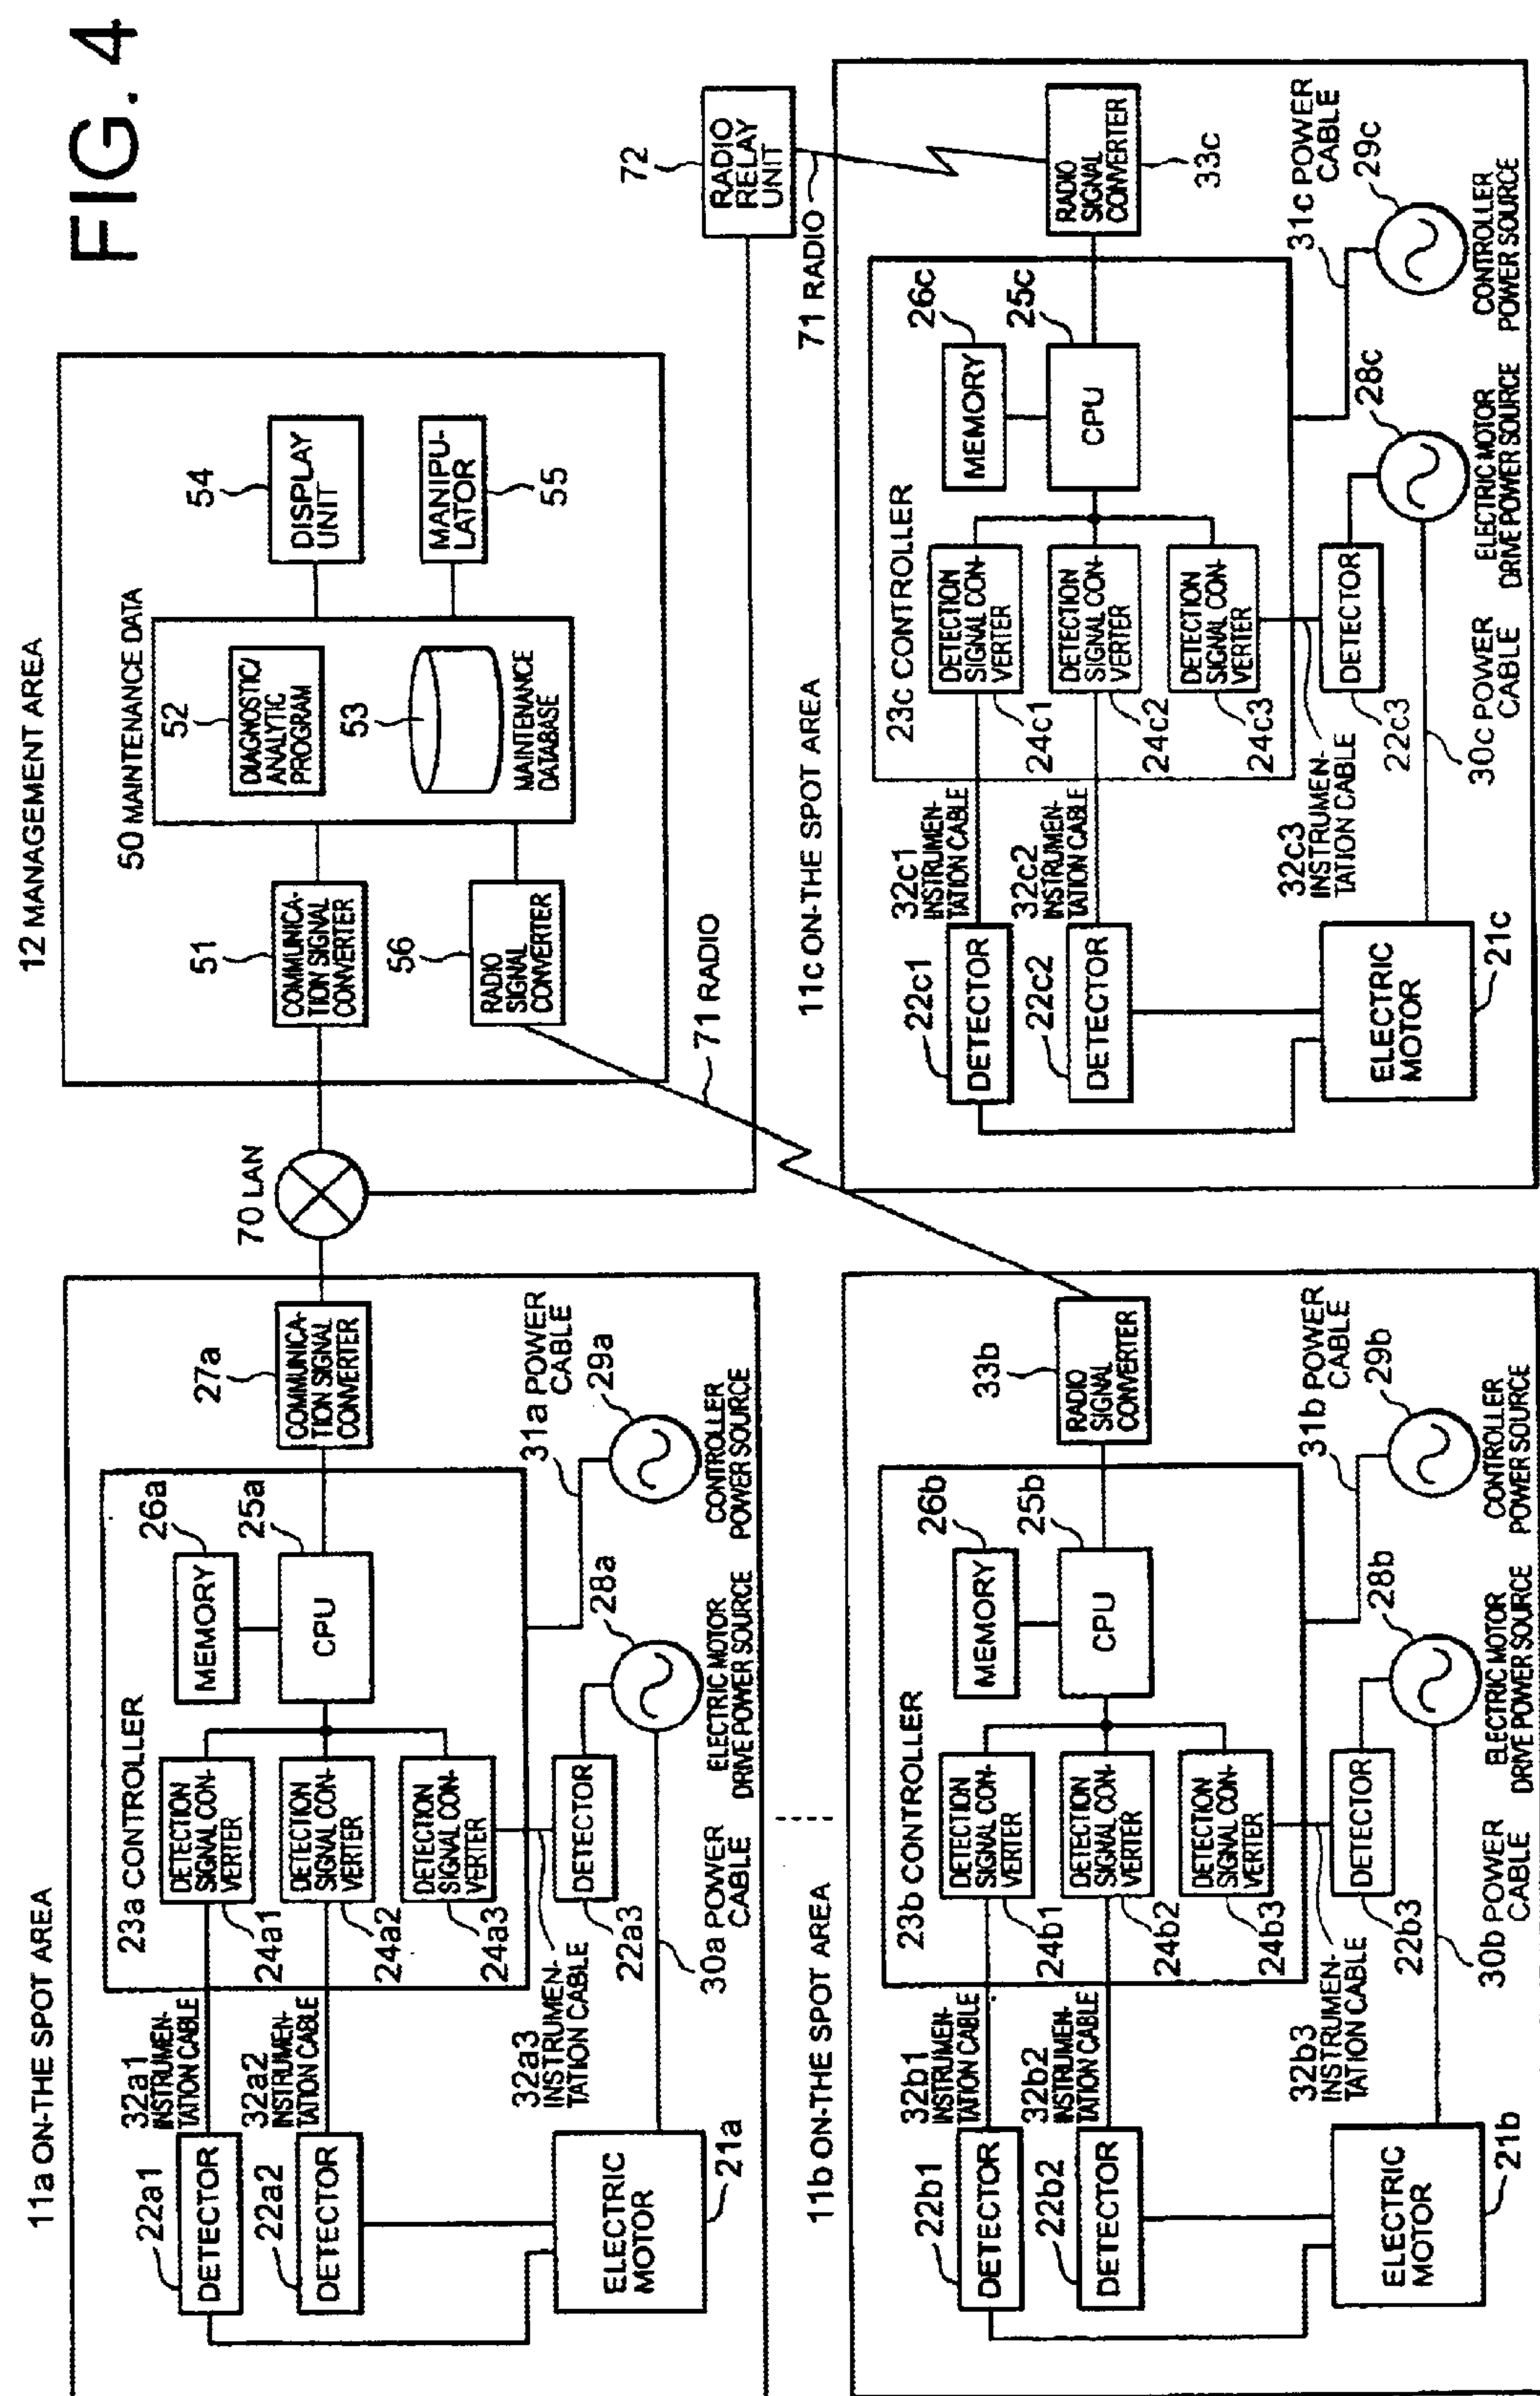 FIG. 4
11a ON-THE SPOT AREA
22a1
DETECTOR
32a1
INSTRUMEN-
TATION CABLE
22a2
DETECTOR
32a2
INSTRUMEN-
TATION CABLE
ELECTRIC
MOTOR
21a
23a CONTROLLER
DETECTION
SIGNAL CON-
VERTER
24a1
DETECTION
SIGNAL CON-
VERTER
24a2
DETECTION
SIGNAL CON-
VERTER
24a3
32a3
INSTRUMEN-
TATION CABLE
DETECTOR
22a3
30a POWER
CABLE
26a
MEMORY
25a
CPU
27a
COMMUNICA-
TION SIGNAL
CONVERTER
31a POWER
CABLE
28a
ELECTRIC MOTOR
DRIVE POWER SOURCE
29a
CONTROLLER
POWER SOURCE
70 LAN
12 MANAGEMENT AREA
51
COMMUNICA-
TION SIGNAL
CONVERTER
56
RADIO
SIGNAL
CONVERTER
50 MAINTENANCE DATA
52
DIAGNOSTIC/
ANALYTIC
PROGRAM
53
MAINTENANCE
DATABASE
54
DISPLAY
UNIT
MANIPU-
LATOR
55
71 RADIO
72
RADIO
RELAY
UNIT
71 RADIO
11b ON-THE SPOT AREA
22b1
DETECTOR
32b1
INSTRUMEN-
TATION CABLE
22b2
DETECTOR
32b2
INSTRUMEN-
TATION CABLE
ELECTRIC
MOTOR
21b
23b CONTROLLER
DETECTION
SIGNAL CON-
VERTER
24b1
DETECTION
SIGNAL CON-
VERTER
24b2
DETECTION
SIGNAL CON-
VERTER
24b3
32b3
INSTRUMEN-
TATION CABLE
DETECTOR
22b3
30b POWER
CABLE
26b
MEMORY
25b
CPU
33b
RADIO
SIGNAL
CONVERTER
31b POWER
CABLE
28b
ELECTRIC MOTOR
DRIVE POWER SOURCE
29b
CONTROLLER
POWER SOURCE
11c ON-THE SPOT AREA
22c1
DETECTOR
32c1
INSTRUMEN-
TATION CABLE
22c2
DETECTOR
32c2
INSTRUMEN-
TATION CABLE
ELECTRIC
MOTOR
21c
23c CONTROLLER
DETECTION
SIGNAL CON-
VERTER
24c1
DETECTION
SIGNAL CON-
VERTER
24c2
DETECTION
SIGNAL CON-
VERTER
24c3
32c3
INSTRUMEN-
TATION CABLE
DETECTOR
22c3
30c POWER
CABLE
26c
MEMORY
25c
CPU
RADIO
SIGNAL
CONVERTER
33c
31c POWER
CABLE
28c
ELECTRIC MOTOR
DRIVE POWER SOURCE
29c
CONTROLLER
POWER SOURCE